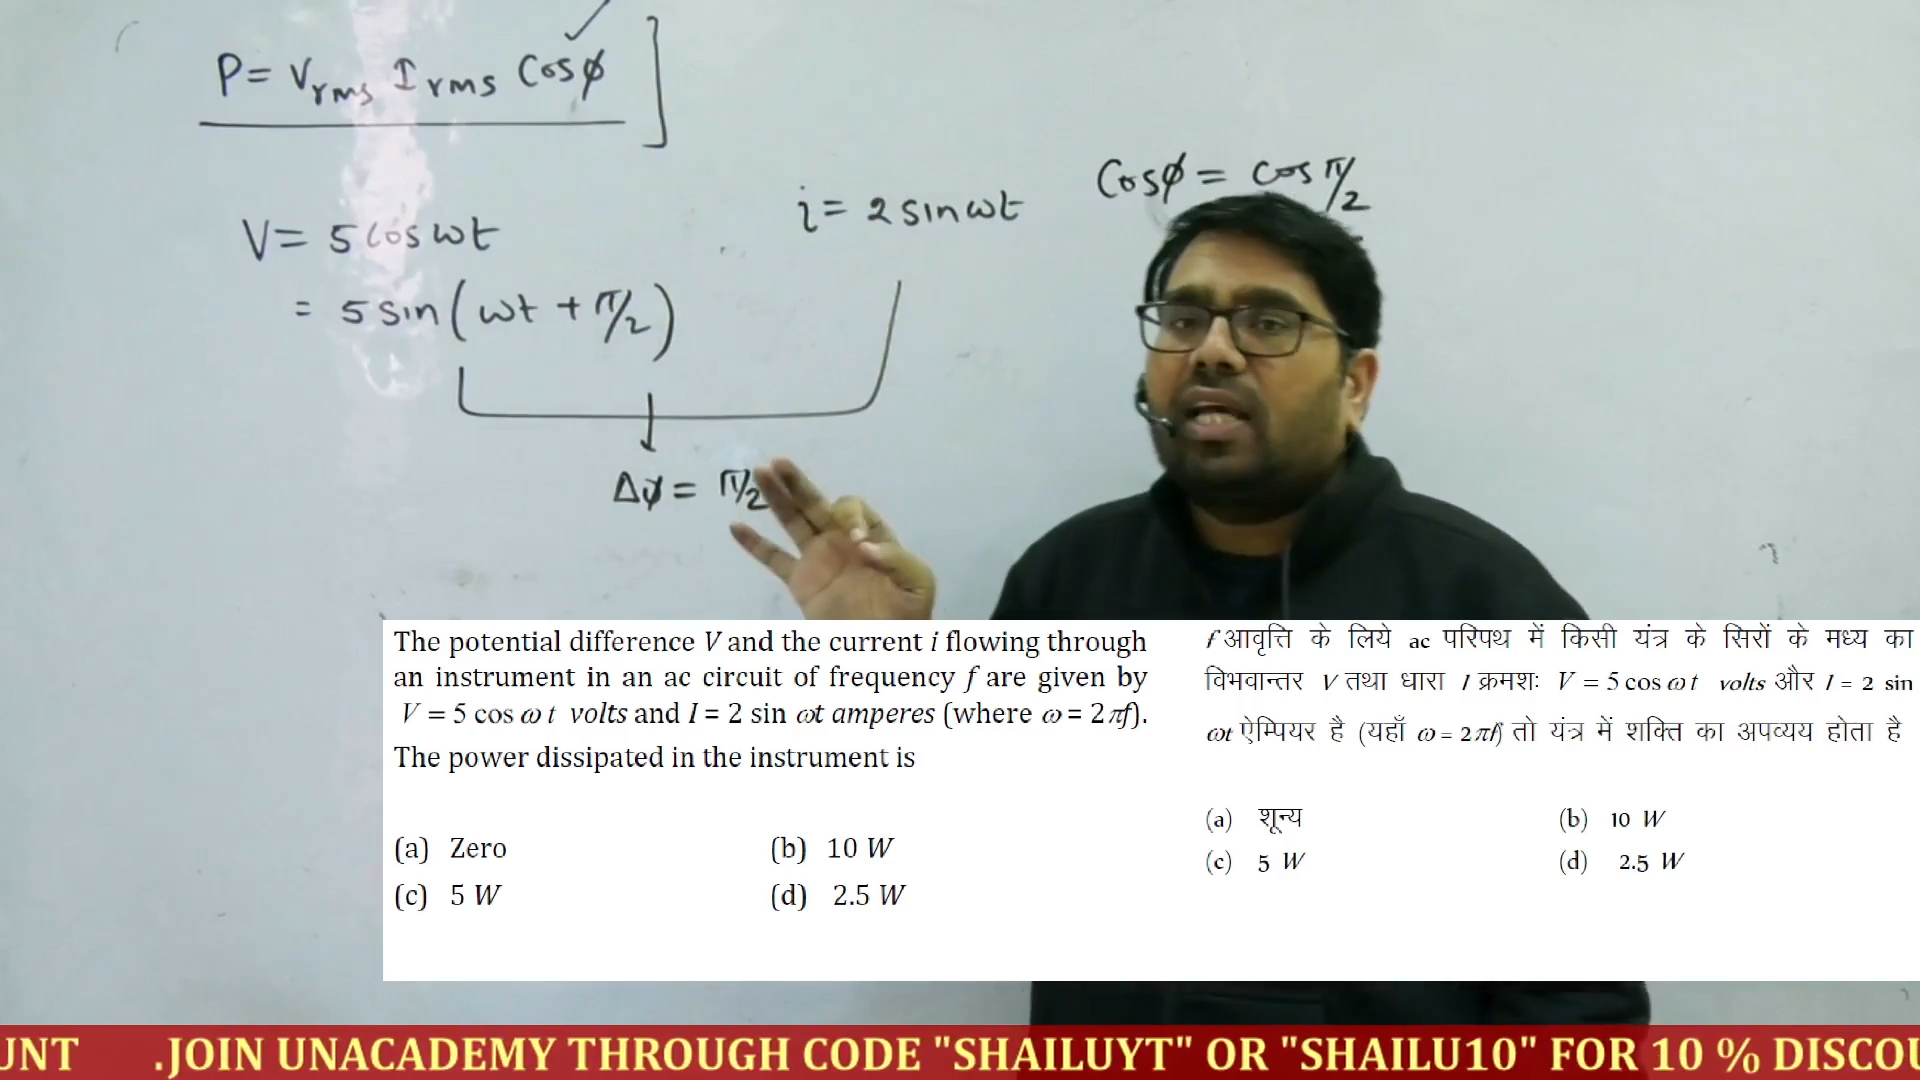 P = Vrms Irms Cosφ
Cosφ = cos π/2
i = 2 sin ωt
V = 5 cos ωt
= 5 sin (ωt + π/2)
Δφ = π/2
The potential difference V and the current i flowing through
an instrument in an ac circuit of frequency f are given by
V = 5 cos ω t volts and I = 2 sin ωt amperes (where ω = 2πf).
The power dissipated in the instrument is
(a) Zero (b) 10 W
(c) 5 W (d) 2.5 W
f आवृत्ति के लिये ac परिपथ में किसी यंत्र के सिरों के मध्य का
विभवान्तर V तथा धारा I क्रमशः V = 5 cos ω t volts और I = 2 sin
ωt ऐम्पियर है (यहाँ ω = 2πf) तो यंत्र में शक्ति का अपव्यय होता है
(a) शून्य (b) 10 W
(c) 5 W (d) 2.5 W
UNT .JOIN UNACADEMY THROUGH CODE "SHAILUYT" OR "SHAILU10" FOR 10 % DISCOU